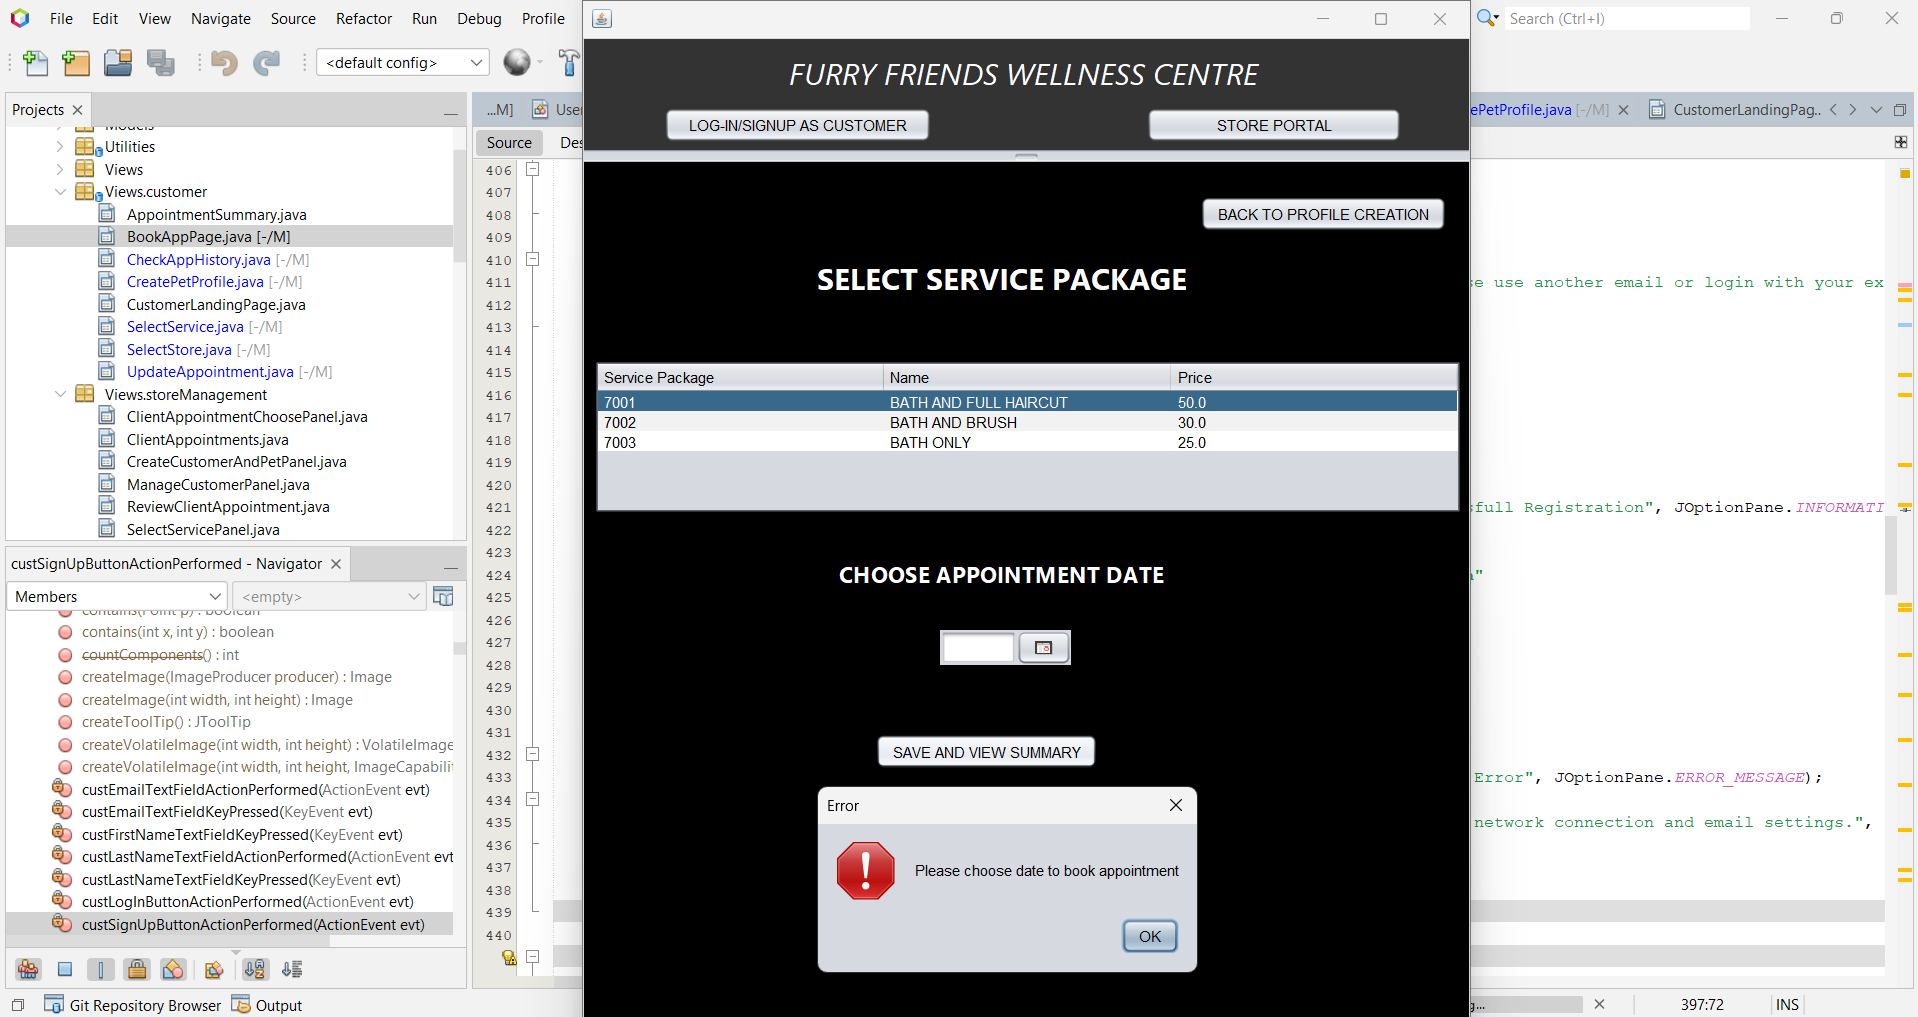 File Edit View Navigate Source Refactor Run Debug Profile
Search (Ctrl+I)
<default config>
Projects
Models
Utilities
Views
Views.customer
AppointmentSummary.java
BookAppPage.java [-/M]
CheckAppHistory.java [-/M]
CreatePetProfile.java [-/M]
CustomerLandingPage.java
SelectService.java [-/M]
SelectStore.java [-/M]
UpdateAppointment.java [-/M]
Views.storeManagement
ClientAppointmentChoosePanel.java
ClientAppointments.java
CreateCustomerAndPetPanel.java
ManageCustomerPanel.java
ReviewClientAppointment.java
SelectServicePanel.java
custSignUpButtonActionPerformed - Navigator
Members
<empty>
contains(Point p) : boolean
contains(int x, int y) : boolean
countComponents() : int
createImage(ImageProducer producer) : Image
createImage(int width, int height) : Image
createToolTip() : JToolTip
createVolatileImage(int width, int height) : VolatileImage
createVolatileImage(int width, int height, ImageCapabilit
custEmailTextFieldActionPerformed(ActionEvent evt)
custEmailTextFieldKeyPressed(KeyEvent evt)
custFirstNameTextFieldKeyPressed(KeyEvent evt)
custLastNameTextFieldActionPerformed(ActionEvent evt
custLastNameTextFieldKeyPressed(KeyEvent evt)
custLogInButtonActionPerformed(ActionEvent evt)
custSignUpButtonActionPerformed(ActionEvent evt)
Git Repository Browser
Output
...M]
User
Source
Des
406
407
408
409
410
411
412
413
414
415
416
417
418
419
420
421
422
423
424
425
426
427
428
429
430
431
432
433
434
435
436
437
438
439
440
FURRY FRIENDS WELLNESS CENTRE
LOG-IN/SIGNUP AS CUSTOMER
STORE PORTAL
BACK TO PROFILE CREATION
SELECT SERVICE PACKAGE
Service Package Name Price
7001 BATH AND FULL HAIRCUT 50.0
7002 BATH AND BRUSH 30.0
7003 BATH ONLY 25.0
CHOOSE APPOINTMENT DATE
SAVE AND VIEW SUMMARY
Error
Please choose date to book appointment
OK
ePetProfile.java [-/M]
CustomerLandingPag..
se use another email or login with your ex
sfull Registration", JOptionPane.INFORMATI
"
Error", JOptionPane.ERROR_MESSAGE);
network connection and email settings.",
g...
397:72
INS